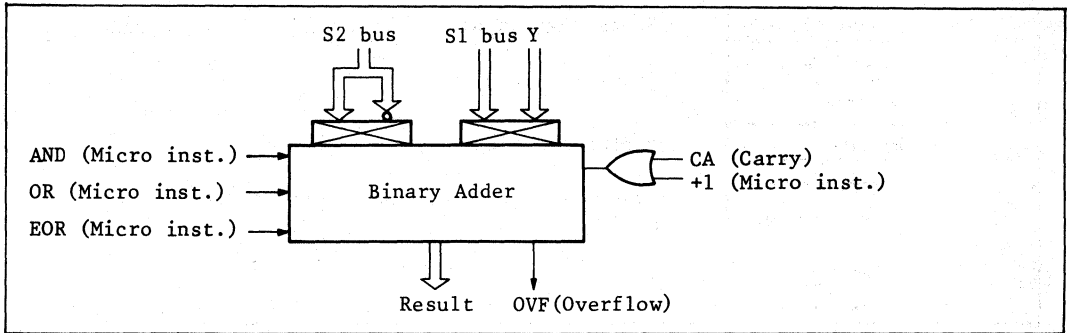 S2 bus
S1 bus Y
AND (Micro inst.)
OR (Micro inst.)
EOR (Micro inst.)
Binary Adder
CA (Carry)
+1 (Micro inst.)
Result
OVF(Overflow)